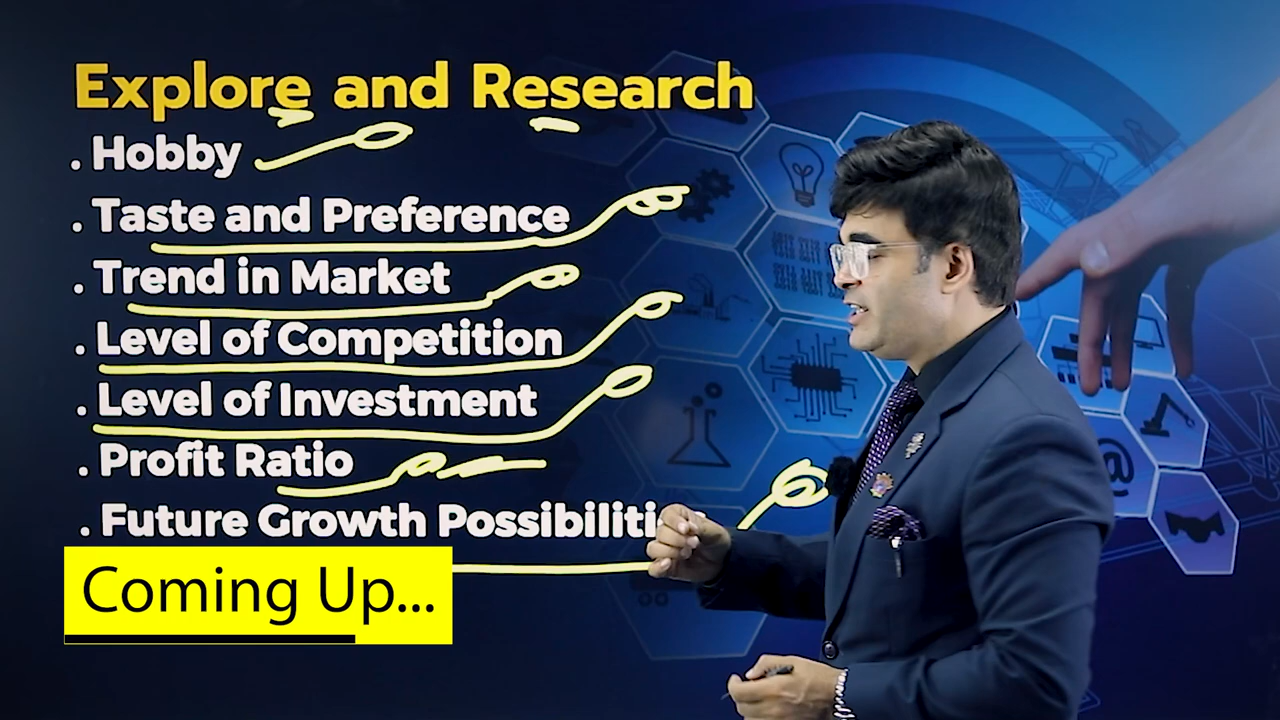 Explore and Research
. Hobby
. Taste and Preference
. Trend in Market
. Level of Competition
. Level of Investment
. Profit Ratio
. Future Growth Possibiliti
Coming Up...
@